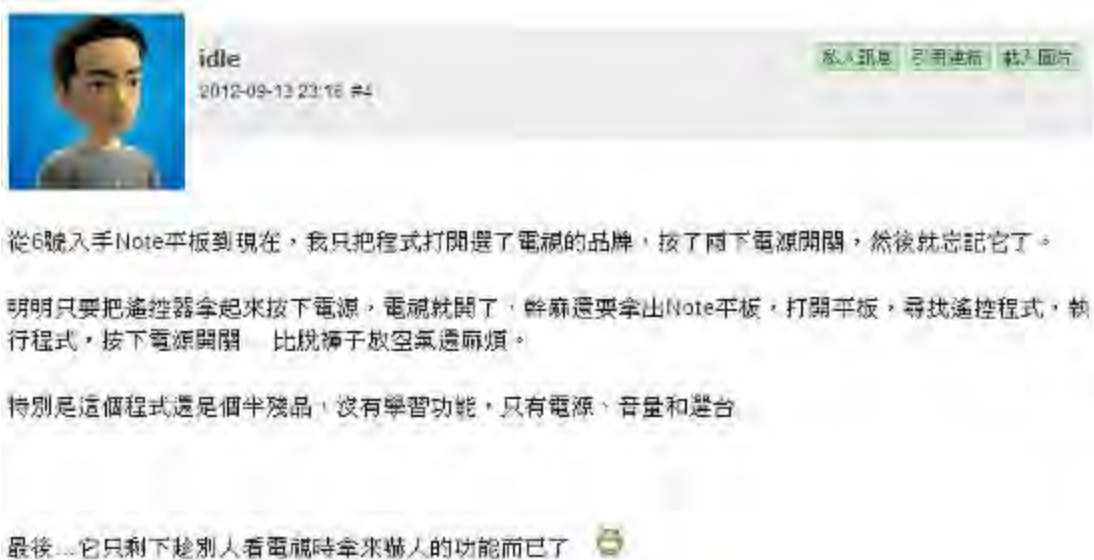 idle
私人訊息 引用連結 載入圖片
2012-09-13 23:16 #4
從6號入手Note平板到現在，我只把程式打開選了電視的品牌，按了兩下電源開關，然後就忘記它了。
明明只要把遙控器拿起來按下電源，電視就開了，幹麻還要拿出Note平板，打開平板，尋找遙控程式，執
行程式，按下電源開關 比脫褲子放空氣還麻煩。
特別是這個程式還是個半殘品，沒有學習功能，只有電源、音量和選台
最後...它只剩下趁別人看電視時拿來嚇人的功能而已了